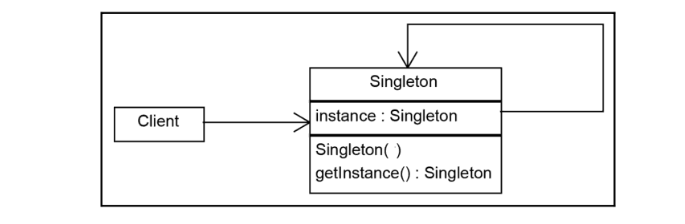 Singleton
Client
instance : Singleton
Singleton( )
getInstance() : Singleton